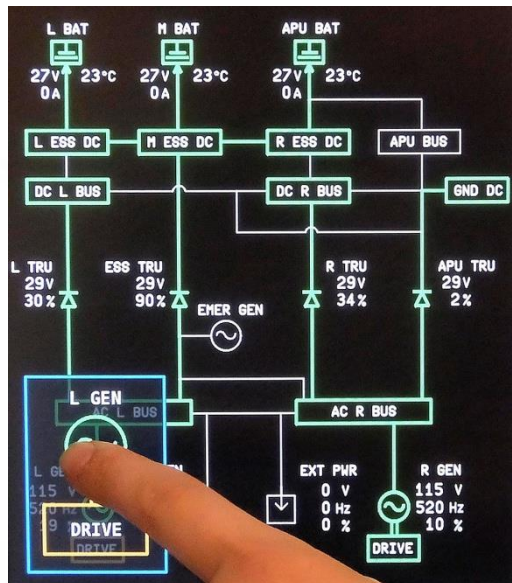 L BAT M BAT APU BAT
27V 23°C 27V 23°C 27V 23°C
0A 0A 0A
L ESS DC M ESS DC R ESS DC APU BUS
DC L BUS DC R BUS GND DC
L TRU ESS TRU R TRU APU TRU
29V 29V 29V 29V
30% 90% 34% 2%
EMER GEN
L GEN
AC L BUS AC R BUS
L GE EXT PWR R GEN
115 V 0 V 115 V
520 Hz 0 Hz 520 Hz
19 0 % 10 %
DRIVE
DRIVE DRIVE